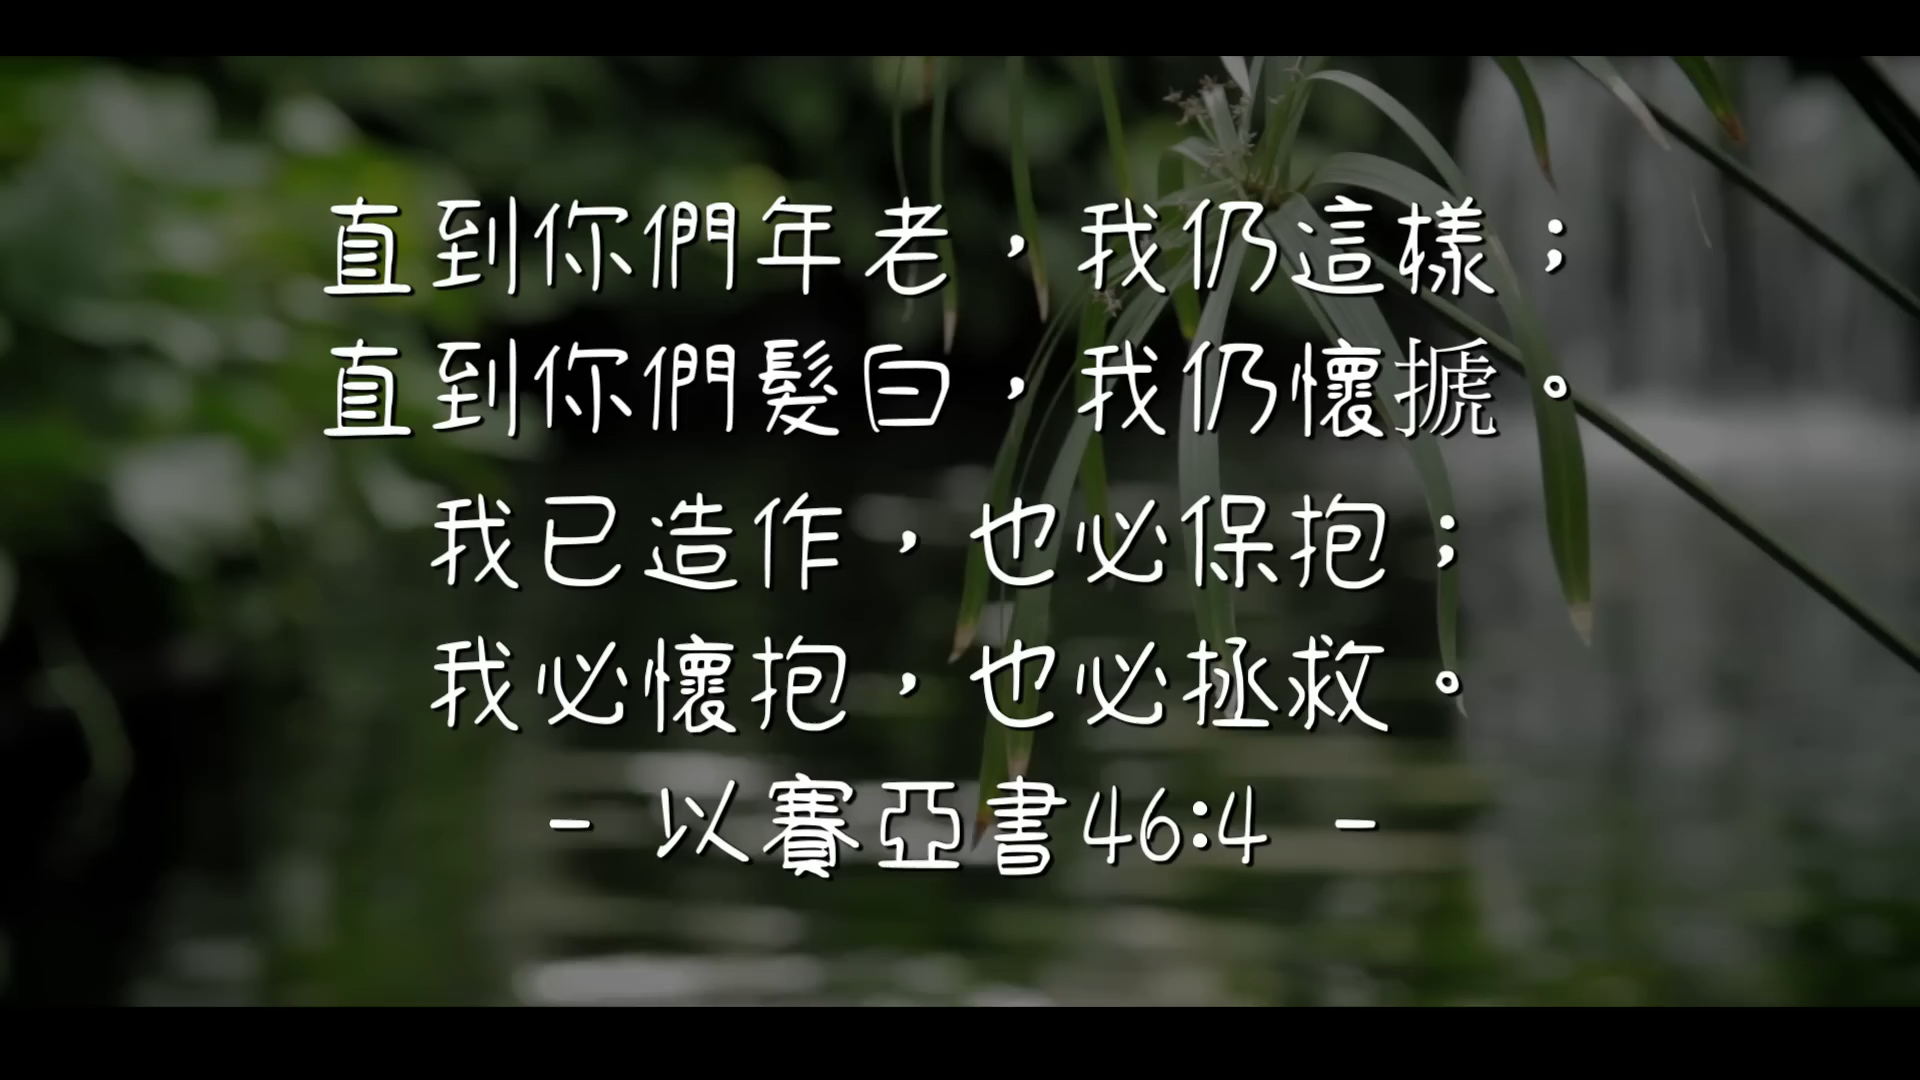 直到你們年老，我仍這樣；
直到你們髮白，我仍懷搋。
我已造作，也必保抱；
我必懷抱，也必拯救。
- 以賽亞書46:4 -